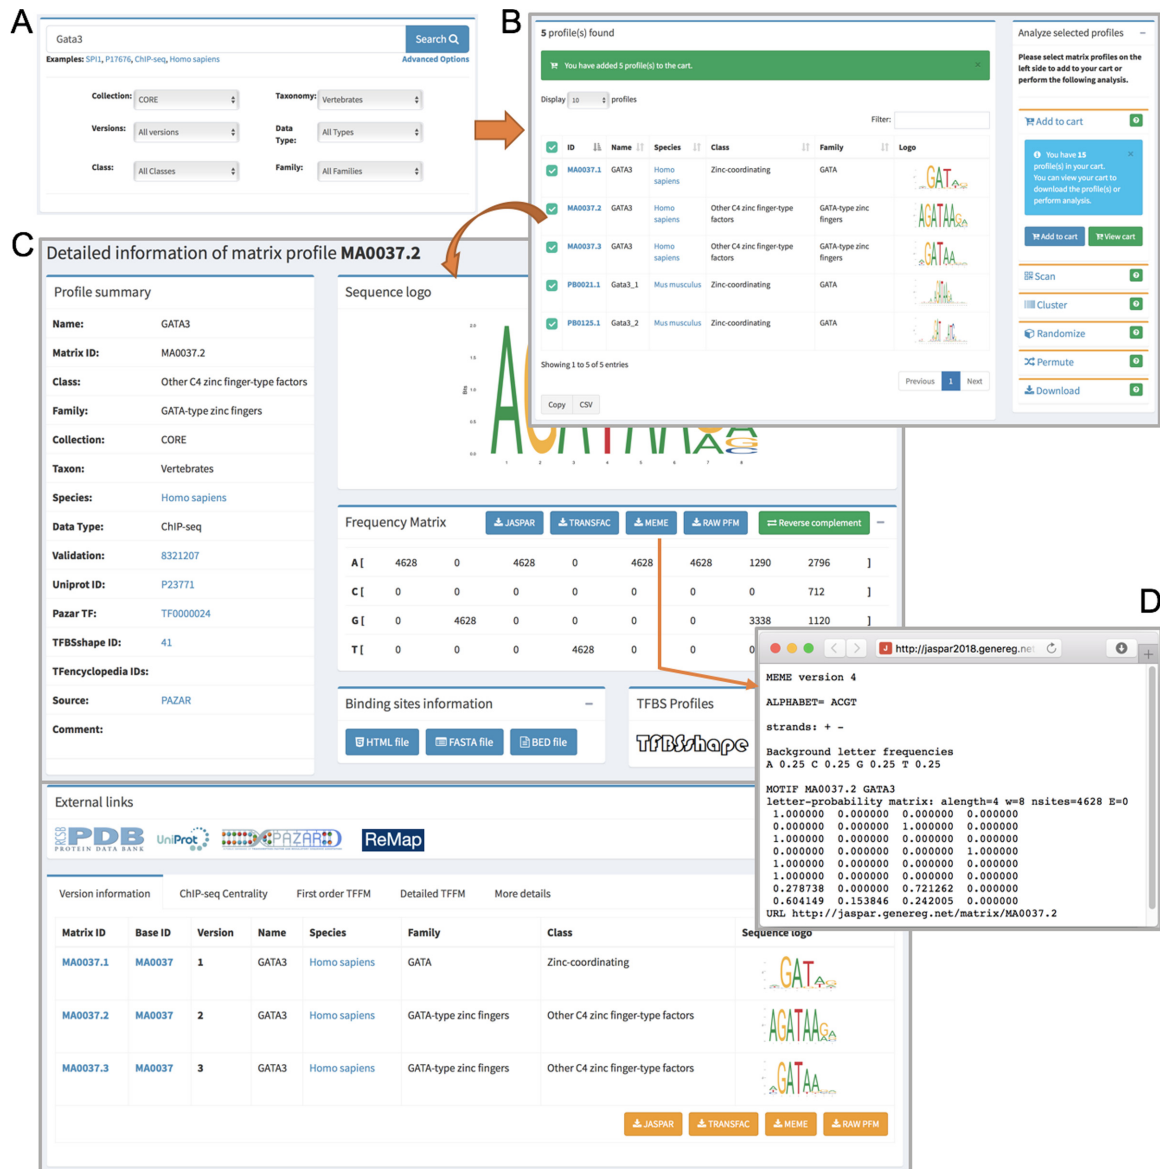 A
Gata3
Search
Examples: SPI1, P17676, ChIP-seq, Homo sapiens
Advanced Options
Collection: CORE Taxonomy: Vertebrates
Versions: All versions Data Type: All Types
Class: All Classes Family: All Families
B
5 profile(s) found
You have added 5 profile(s) to the cart. ×
Display 10 profiles
Filter:
ID Name Species Class Family Logo
MA0037.1 GATA3 Homo sapiens Zinc-coordinating GATA
MA0037.2 GATA3 Homo sapiens Other C4 zinc finger-type factors GATA-type zinc fingers
MA0037.3 GATA3 Homo sapiens Other C4 zinc finger-type factors GATA-type zinc fingers
PB0021.1 Gata3_1 Mus musculus Zinc-coordinating GATA
PB0125.1 Gata3_2 Mus musculus Zinc-coordinating GATA
Showing 1 to 5 of 5 entries
Previous 1 Next
Copy CSV
Analyze selected profiles −
Please select matrix profiles on the
left side to add to your cart or
perform the following analysis.
Add to cart
You have 15 ×
profile(s) in your cart.
You can view your cart to
download the profile(s) or
perform analysis.
Add to cart View cart
Scan
Cluster
Randomize
Permute
Download
C
Detailed information of matrix profile MA0037.2
Profile summary
Name: GATA3
Matrix ID: MA0037.2
Class: Other C4 zinc finger-type factors
Family: GATA-type zinc fingers
Collection: CORE
Taxon: Vertebrates
Species: Homo sapiens
Data Type: ChIP-seq
Validation: 8321207
Uniprot ID: P23771
Pazar TF: TF0000024
TFBSshape ID: 41
TFencyclopedia IDs:
Source: PAZAR
Comment:
Sequence logo
2.0
1.5
1.0
0.5
0.0
Bits
1 2 3 4 5 6 7 8
Frequency Matrix JASPAR TRANSFAC MEME RAW PFM Reverse complement −
A [ 4628 0 4628 0 4628 4628 1290 2796 ]
C [ 0 0 0 0 0 0 0 712 ]
G [ 0 4628 0 0 0 0 3338 1120 ]
T [ 0 0 0 4628 0 0 0
Binding sites information −
HTML file FASTA file BED file
TFBS Profiles
TfBSshape
D
http://jaspar2018.genereg.net
MEME version 4
ALPHABET= ACGT
strands: + -
Background letter frequencies
A 0.25 C 0.25 G 0.25 T 0.25
MOTIF MA0037.2 GATA3
letter-probability matrix: alength=4 w=8 nsites=4628 E=0
1.000000 0.000000 0.000000 0.000000
0.000000 0.000000 1.000000 0.000000
1.000000 0.000000 0.000000 0.000000
0.000000 0.000000 0.000000 1.000000
1.000000 0.000000 0.000000 0.000000
1.000000 0.000000 0.000000 0.000000
0.278738 0.000000 0.721262 0.000000
0.604149 0.153846 0.242005 0.000000
URL http://jaspar.genereg.net/matrix/MA0037.2
External links
RCSB PDB PROTEIN DATA BANK UniProt PAZAR ReMap
Version information ChIP-seq Centrality First order TFFM Detailed TFFM More details
Matrix ID Base ID Version Name Species Family Class Sequence logo
MA0037.1 MA0037 1 GATA3 Homo sapiens GATA Zinc-coordinating
MA0037.2 MA0037 2 GATA3 Homo sapiens GATA-type zinc fingers Other C4 zinc finger-type factors
MA0037.3 MA0037 3 GATA3 Homo sapiens GATA-type zinc fingers Other C4 zinc finger-type factors
JASPAR TRANSFAC MEME RAW PFM